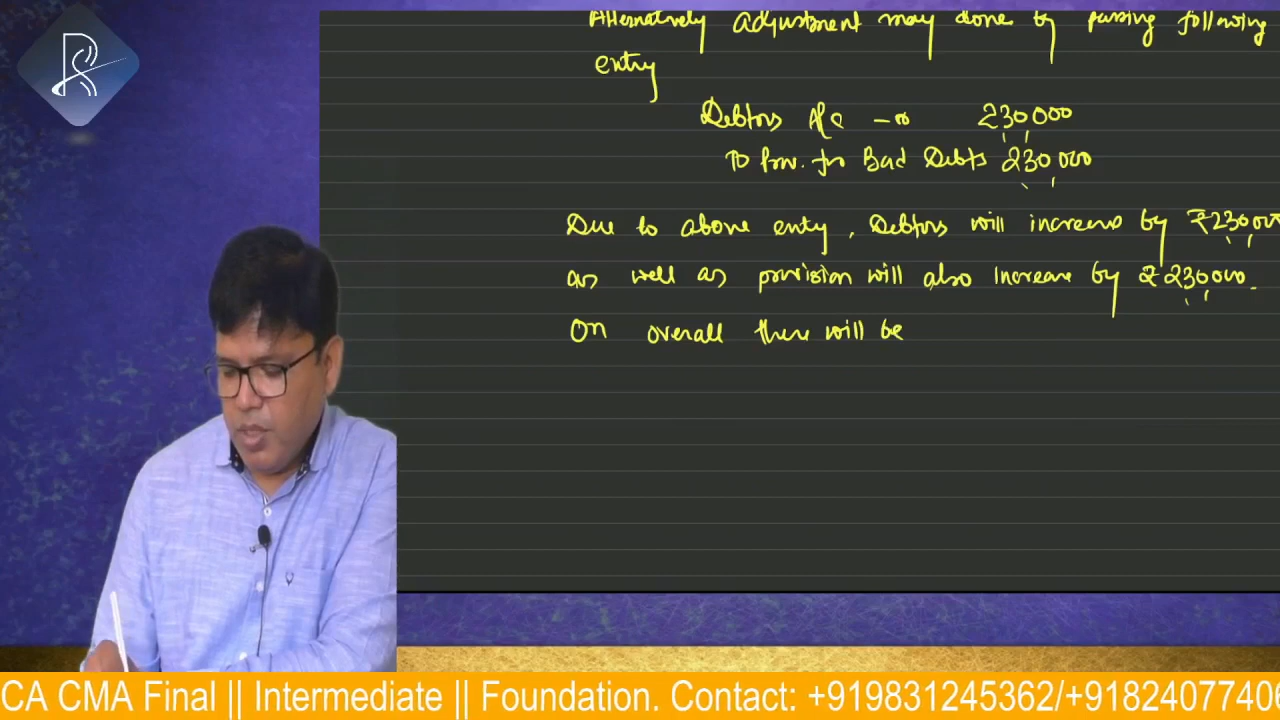 Alternatively adjustment may done by passing following
entry
Debtors A/c - Dr 230000
To Prov. for Bad Debts 230000
Due to above entry, Debtors will increase by ₹230000
as well as provision will also increase by ₹230000.
On overall there will be
CA CMA Final || Intermediate || Foundation. Contact: +919831245362/+91824077406